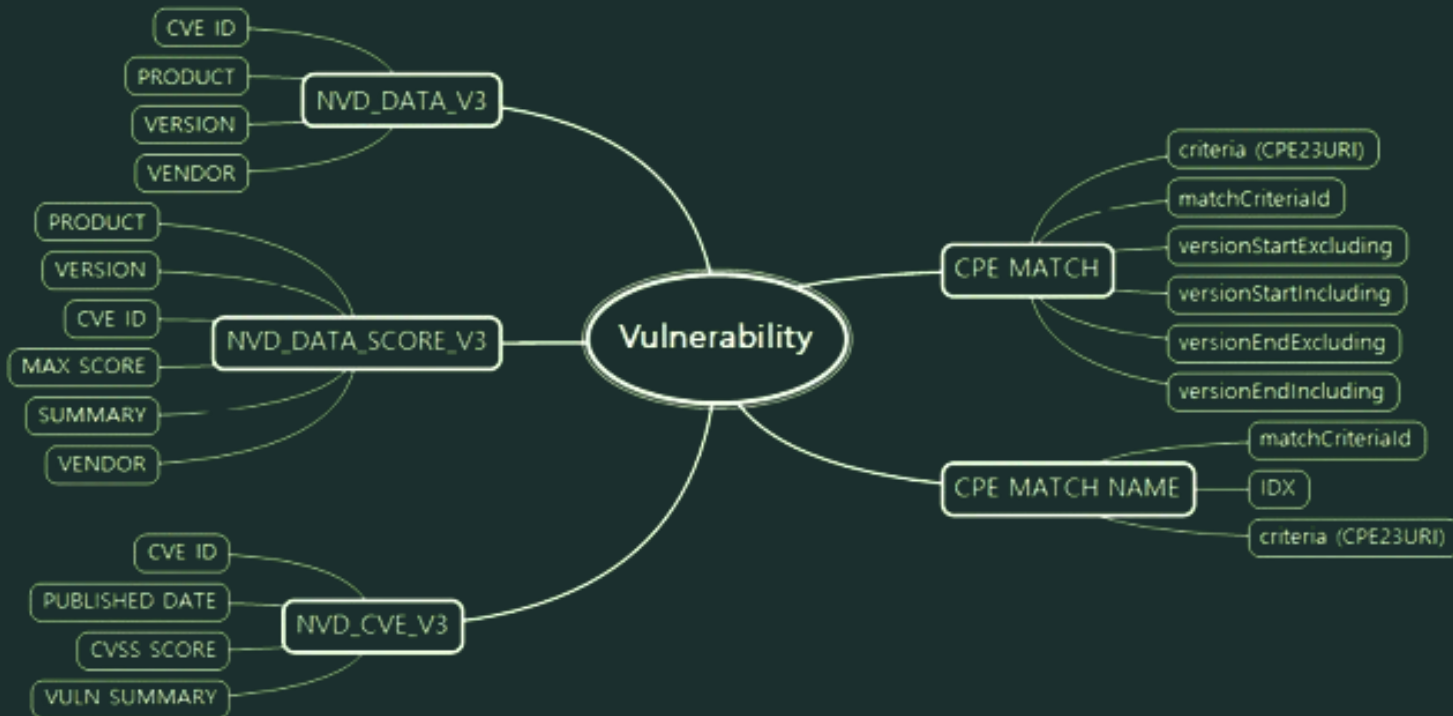 CVE ID
PRODUCT
VERSION
VENDOR
NVD_DATA_V3
PRODUCT
VERSION
CVE ID
MAX SCORE
SUMMARY
VENDOR
NVD_DATA_SCORE_V3
CVE ID
PUBLISHED DATE
CVSS SCORE
VULN SUMMARY
NVD_CVE_V3
Vulnerability
CPE MATCH
criteria (CPE23URI)
matchCriteriaId
versionStartExcluding
versionStartIncluding
versionEndExcluding
versionEndIncluding
CPE MATCH NAME
matchCriteriaId
IDX
criteria (CPE23URI)